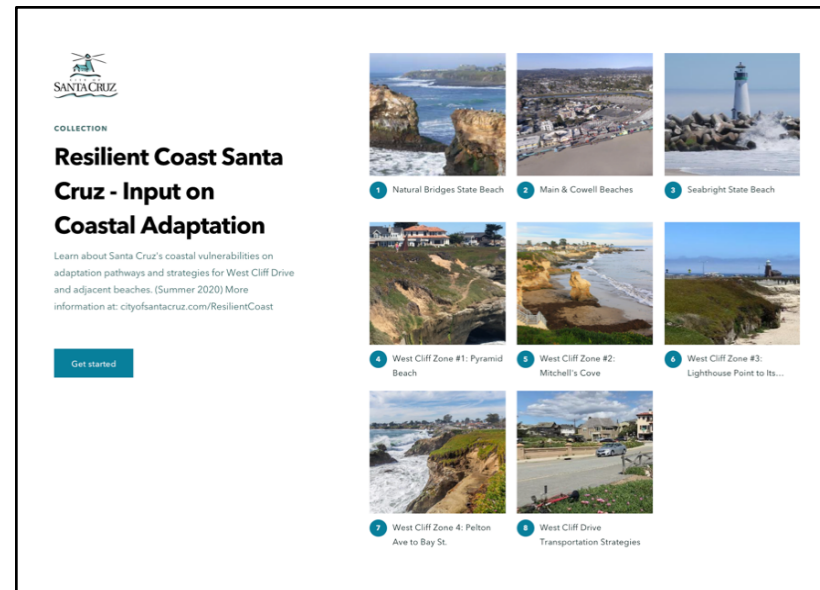 CITY OF
SANTA CRUZ
COLLECTION
Resilient Coast Santa
Cruz - Input on
Coastal Adaptation
Learn about Santa Cruz's coastal vulnerabilities on
adaptation pathways and strategies for West Cliff Drive
and adjacent beaches. (Summer 2020) More
information at: cityofsantacruz.com/ResilientCoast
Get started
1 Natural Bridges State Beach
2 Main & Cowell Beaches
3 Seabright State Beach
4 West Cliff Zone #1: Pyramid
Beach
5 West Cliff Zone #2:
Mitchell's Cove
6 West Cliff Zone #3:
Lighthouse Point to Its...
7 West Cliff Zone 4: Pelton
Ave to Bay St.
8 West Cliff Drive
Transportation Strategies